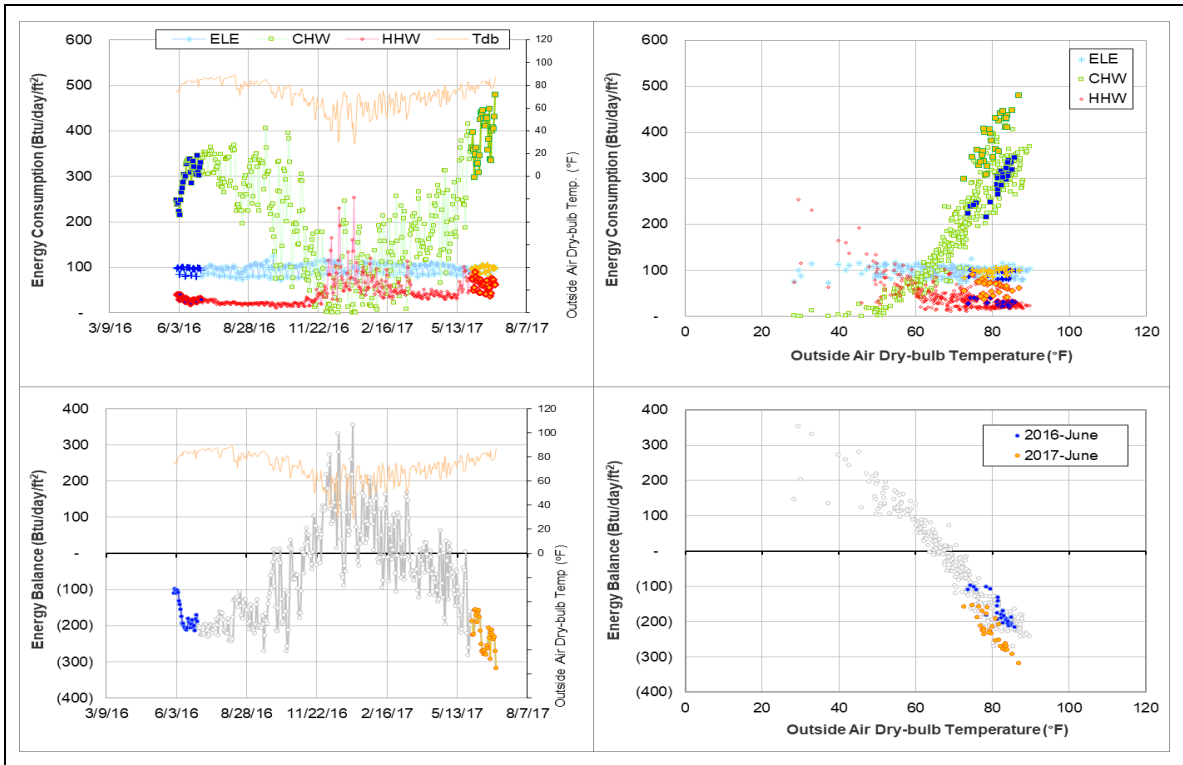 ELE CHW HHW Tdb
600
500
400
300
200
100
-
Energy Consumption (Btu/day/ft²)
120
100
80
60
40
20
0
Outside Air Dry-bulb Temp. (°F)
3/9/16 6/3/16 8/28/16 11/22/16 2/16/17 5/13/17 8/7/17
600
500
400
300
200
100
-
Energy Consumption (Btu/day/ft²)
ELE
CHW
HHW
0 20 40 60 80 100 120
Outside Air Dry-bulb Temperature (°F)
400
300
200
100
-
(100)
(200)
(300)
(400)
Energy Balance (Btu/day/ft²)
120
100
80
60
40
20
0
Outside Air Dry-bulb Temp (°F)
3/9/16 6/3/16 8/28/16 11/22/16 2/16/17 5/13/17 8/7/17
400
300
200
100
-
(100)
(200)
(300)
(400)
Energy Balance (Btu/day/ft²)
2016-June
2017-June
0 20 40 60 80 100 120
Outside Air Dry-bulb Temperature (°F)